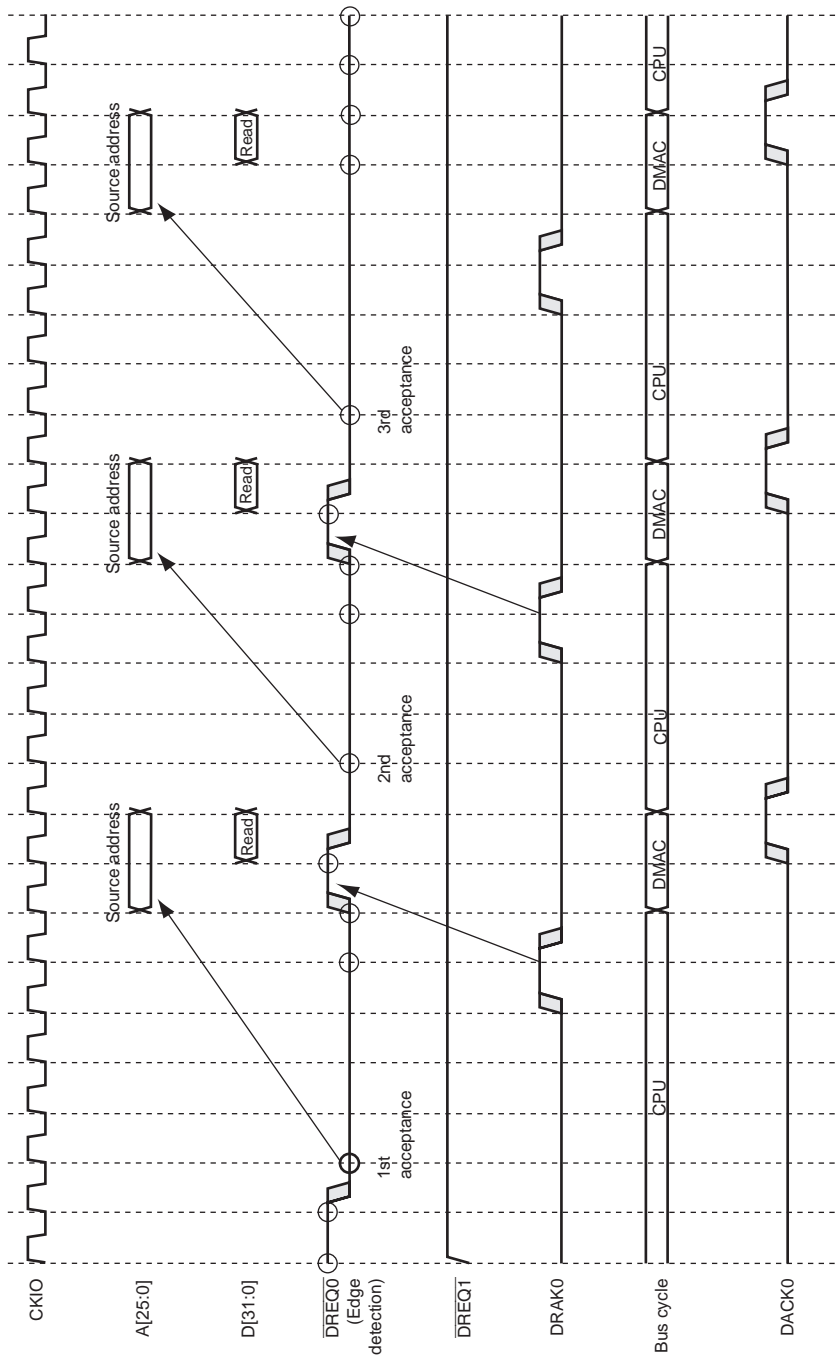 CKIO
Source address
Source address
Source address
A[25:0]
Read
Read
Read
D[31:0]
DREQ0
(Edge
detection)
1st
acceptance
2nd
acceptance
3rd
acceptance
DREQ1
DRAK0
Bus cycle
CPU
DMAC
CPU
DMAC
CPU
DMAC
CPU
DACK0